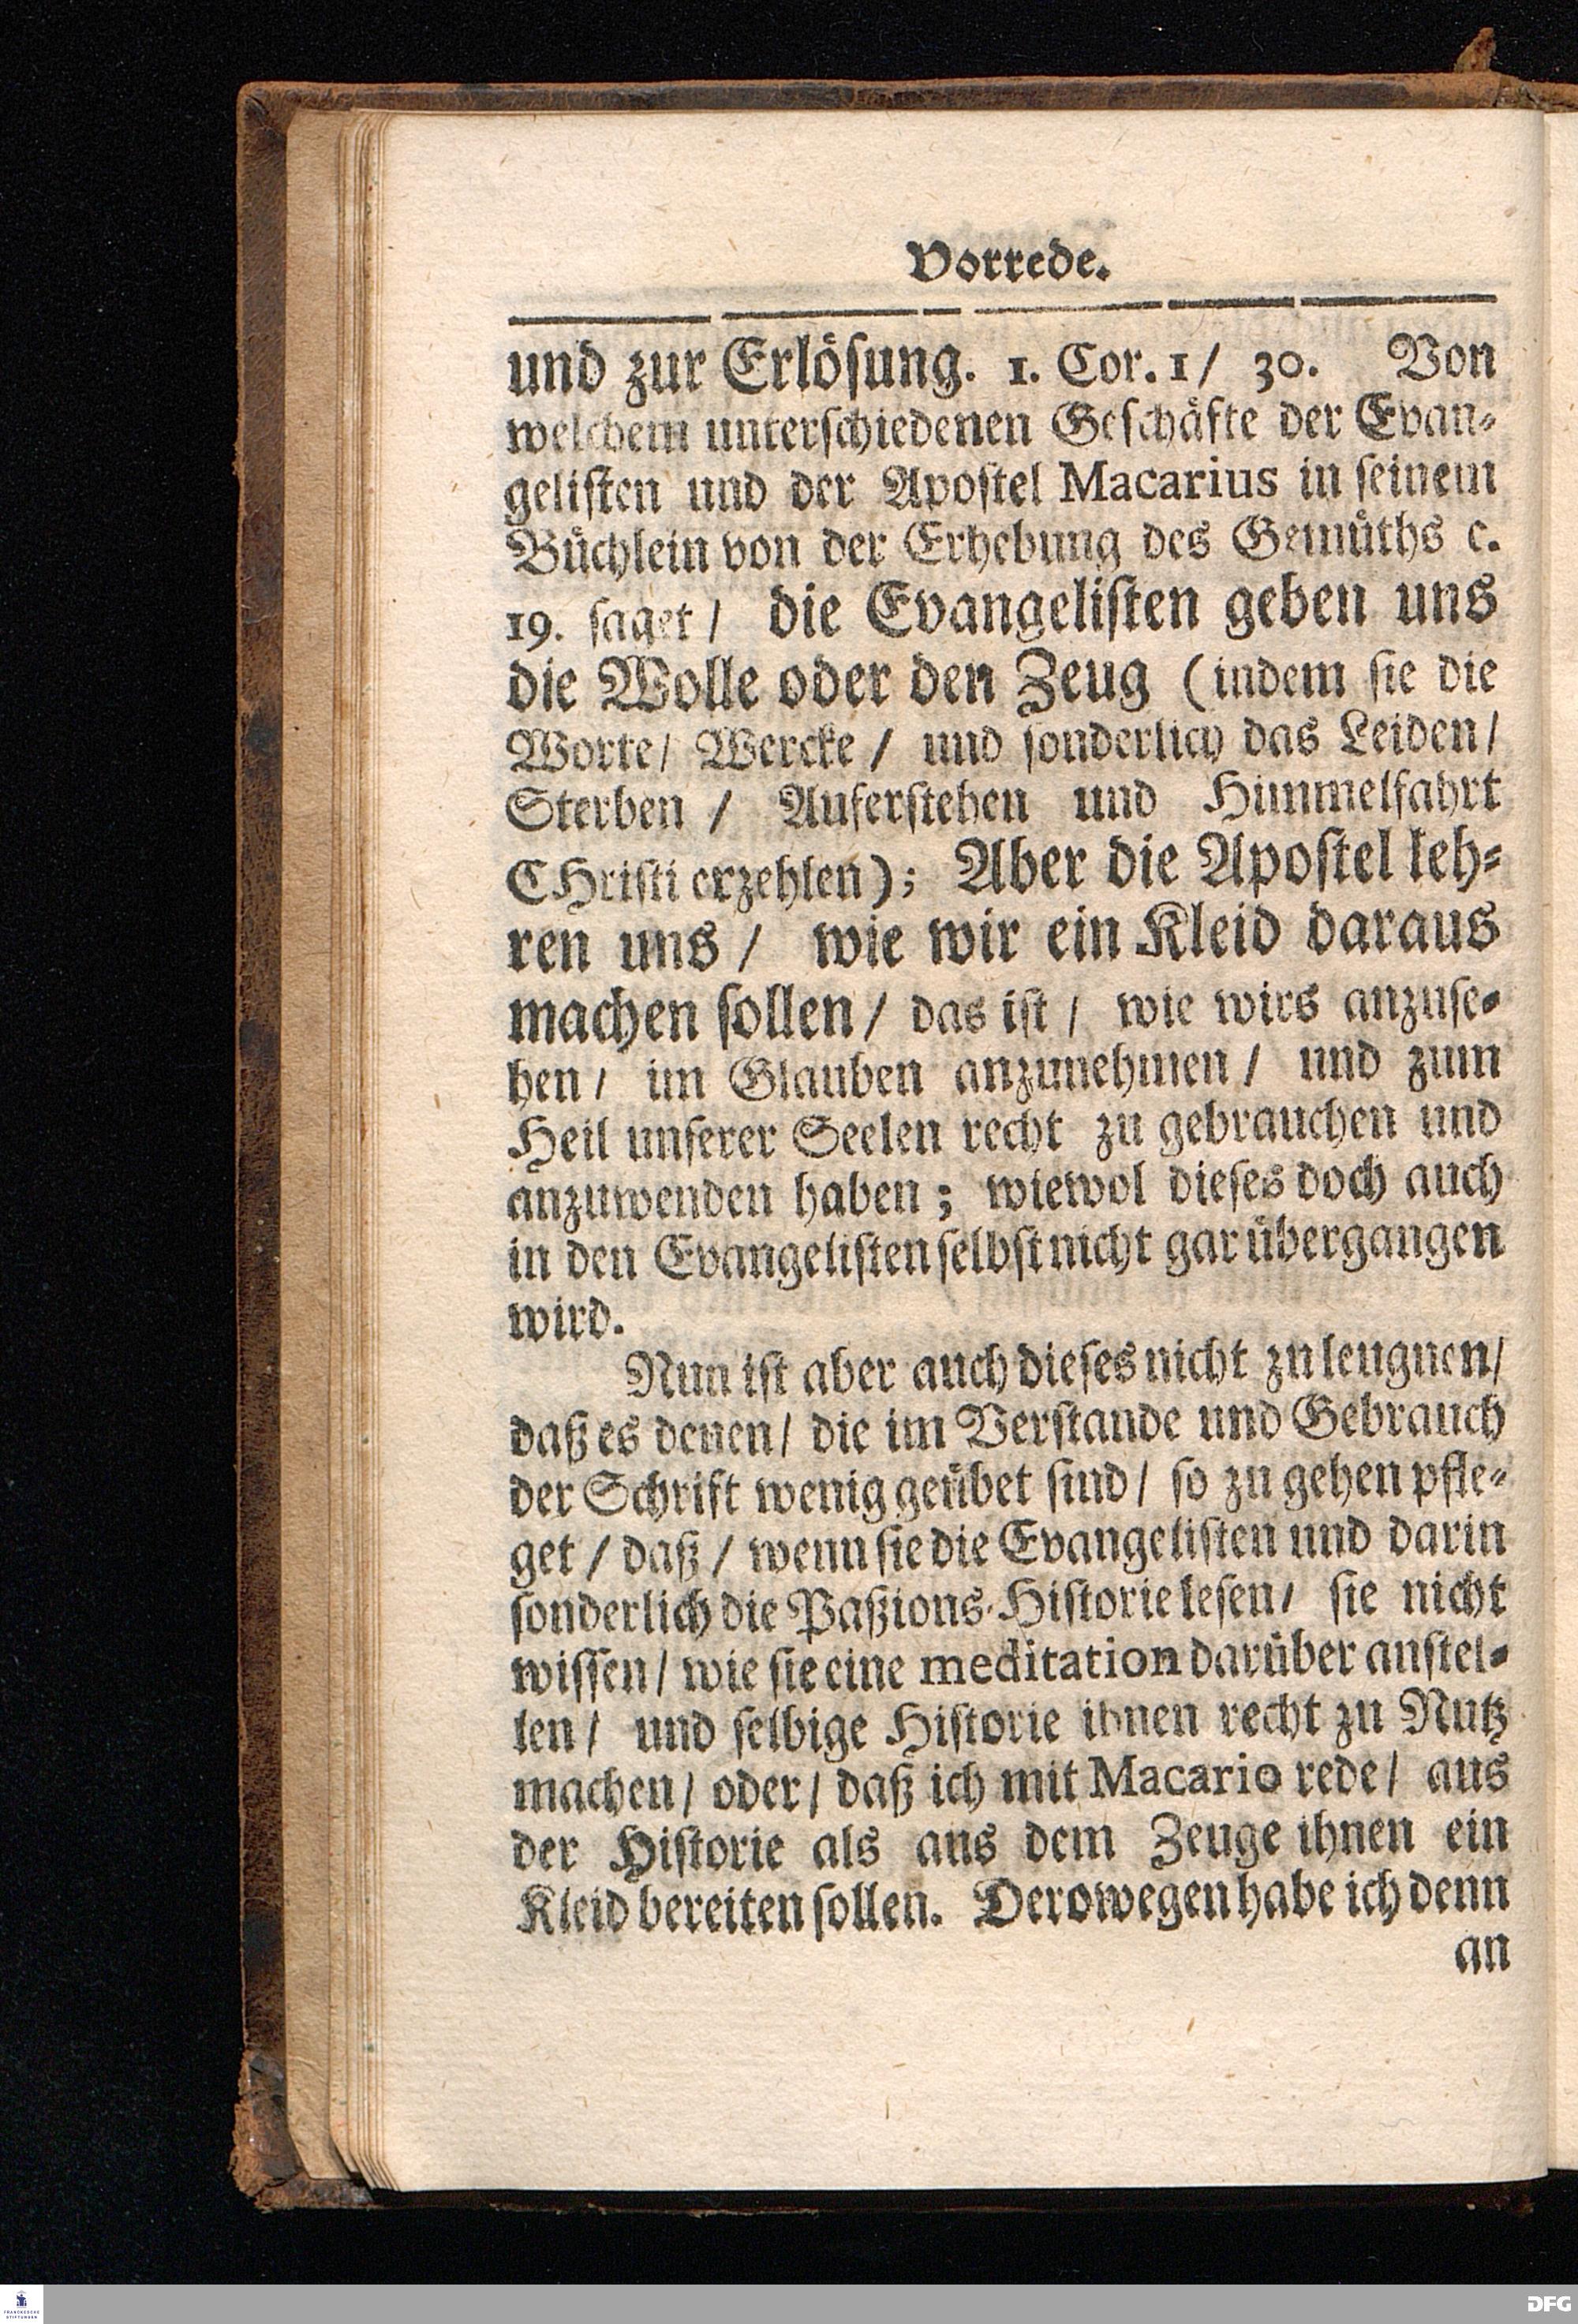 Vorrede.
und zur Erlösung. 1. Cor. 1/ 30. Von
welchem unterschiedenen Geschäfte der Evan-
gelisten und der Apostel Macarius in seinem
Büchlein von der Erhebung des Gemüths c.
19. saget / die Evangelisten geben uns
die Wolle oder den Zeug (indem sie die
Worte/ Wercke / und sonderlich das Leiden/
Sterben / Auferstehen und Himmelfahrt
CHristi erzehlen); Aber die Apostel leh-
ren uns / wie wir ein Kleid daraus
machen sollen / das ist / wie wirs anzuse-
hen / im Glauben anzunehmen / und zum
Heil unserer Seelen recht zu gebrauchen und
anzuwenden haben ; wiewol dieses doch auch
in den Evangelisten selbst nicht gar übergangen
wird.
Nun ist aber auch dieses nicht zu leugnen/
daß es denen/ die im Verstande und Gebrauch
der Schrift wenig geübet sind / so zu gehen pfle-
get / daß / wenn sie die Evangelisten und darin
sonderlich die Paßions-Historie lesen/ sie nicht
wissen / wie sie eine meditation darüber anstel-
len / und selbige Historie ihnen recht zu Nutz
machen / oder / daß ich mit Macario rede / aus
der Historie als aus dem Zeuge ihnen ein
Kleid bereiten sollen. Derowegen habe ich denn
an
FRANCKESCHE
STIFTUNGEN
DFG